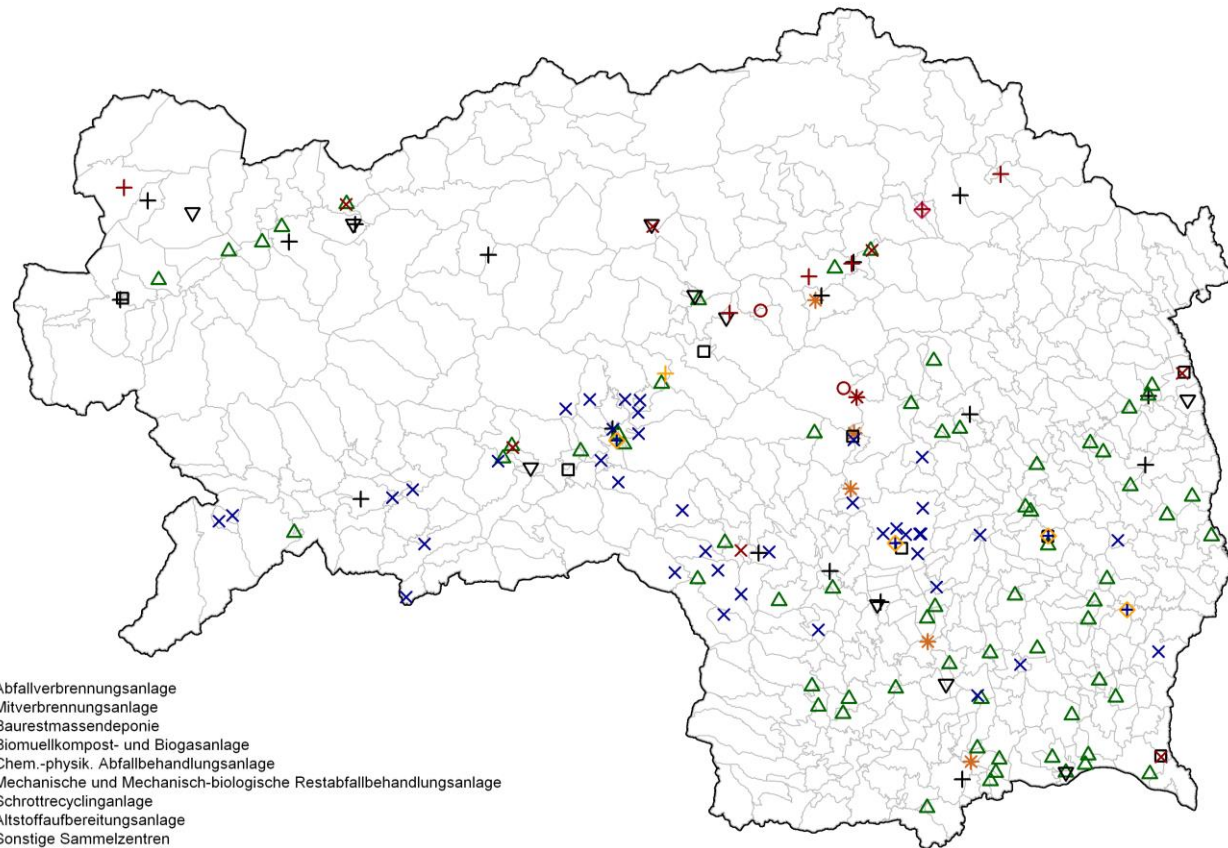 Abfallverbrennungsanlage
Mitverbrennungsanlage
Baurestmassendeponie
Biomuellkompost- und Biogasanlage
Chem.-physik. Abfallbehandlungsanlage
Mechanische und Mechanisch-biologische Restabfallbehandlungsanlage
Schrottrecyclinganlage
Altstoffaufbereitungsanlage
Sonstige Sammelzentren